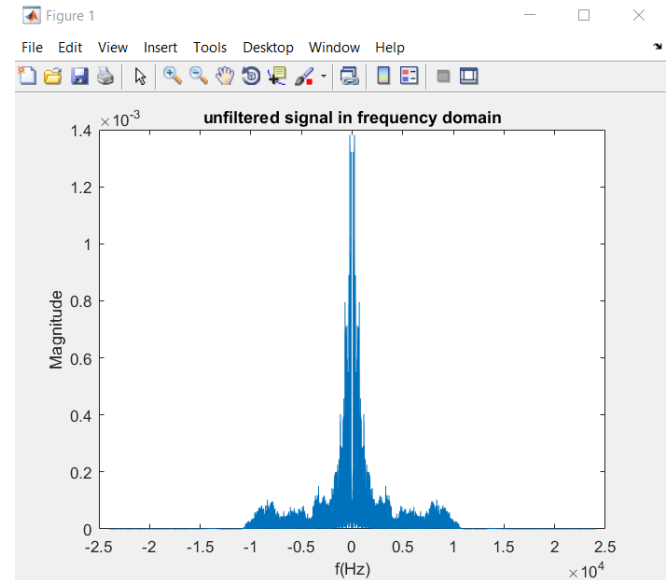 Figure 1
File Edit View Insert Tools Desktop Window Help
×10-3
unfiltered signal in frequency domain
1.4
1.2
1
0.8
0.6
0.4
0.2
0
Magnitude
-2.5 -2 -1.5 -1 -0.5 0 0.5 1 1.5 2 2.5
f(Hz)
×104